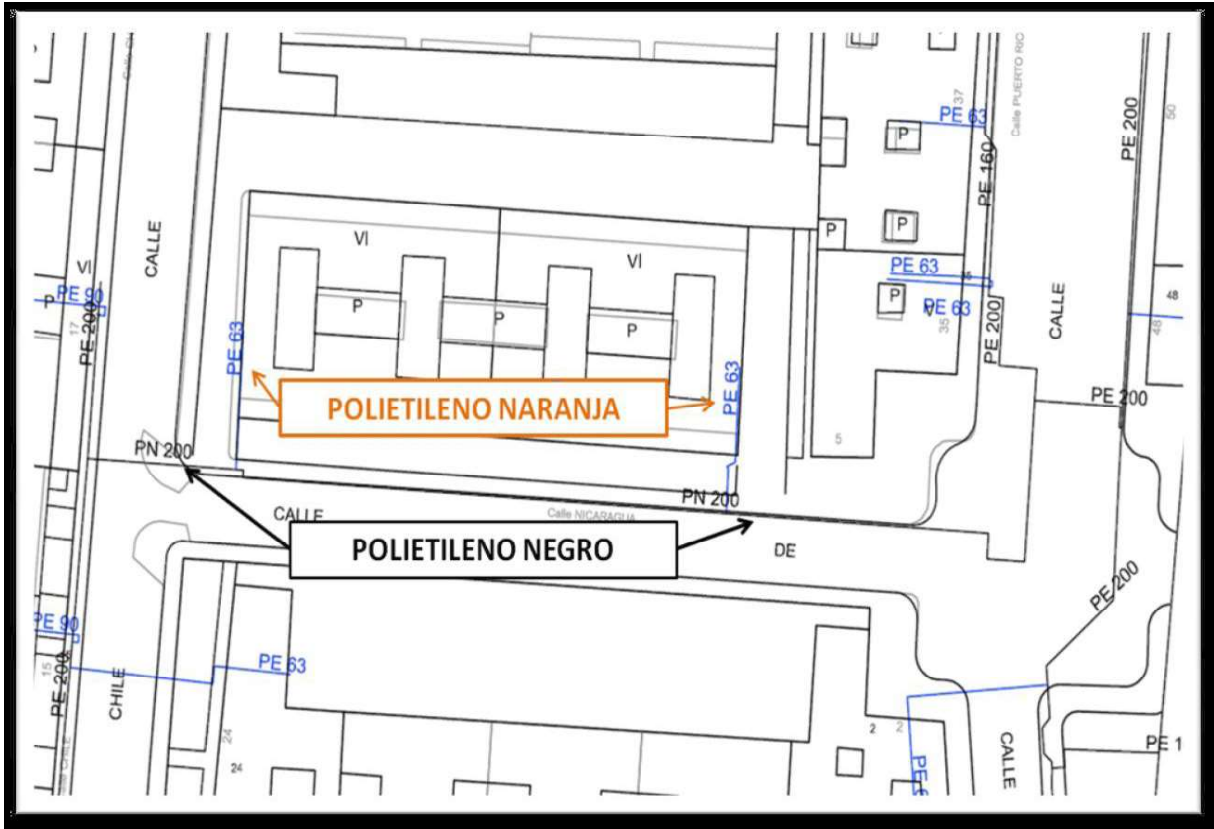 Calle PUERTO RIC
P
37
50
PE 63
P
PE 160
PE 200
CALLE
VI
VI
VI
P
P
P
P
P
PE 63
PE 90
PE 63
35
17
PE 200
PE 63
PE 63
PE 200
CALLE
48
48
POLIETILENO NARANJA
PE 200
5
PN 200
PN 200
CALLE
Calle NICARAGUA
POLIETILENO NEGRO
DE
PE 200
PE 90
PE 63
15
PE 200
CHILE
24
24
2
2
CALLE
PE 1